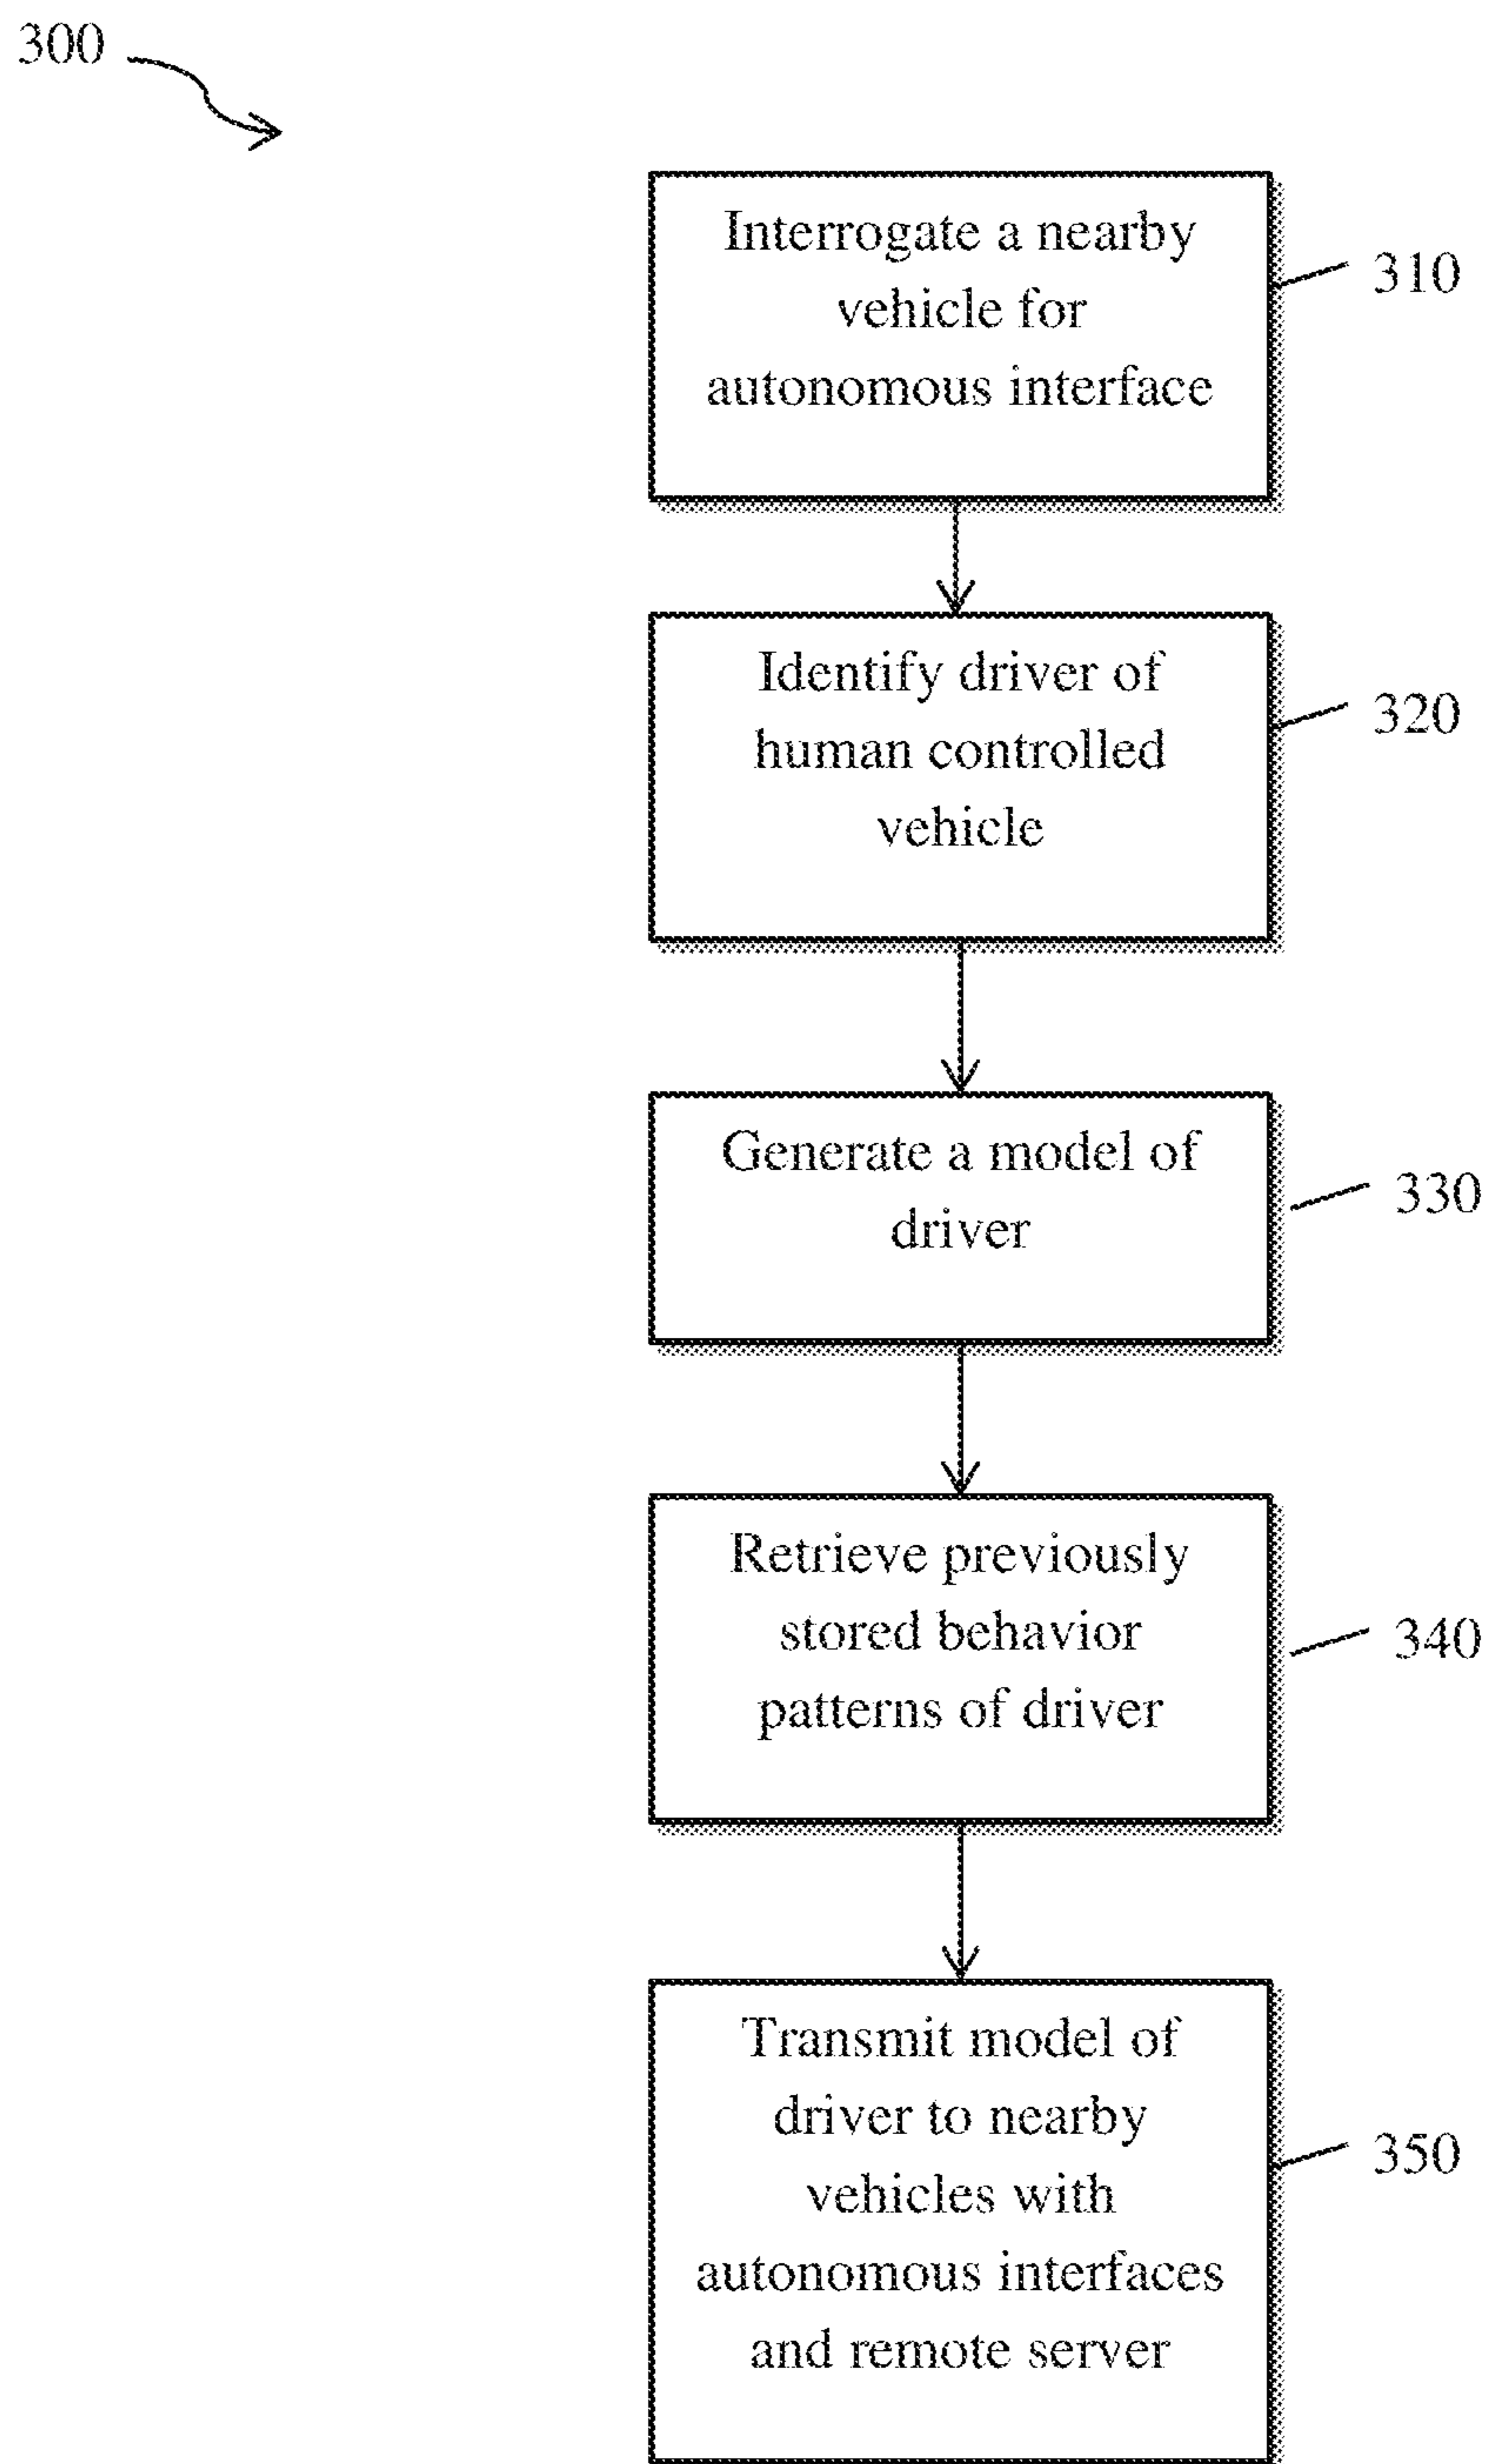 300
Interrogate a nearby
vehicle for
autonomous interface
310
Identify driver of
human controlled
vehicle
320
Generate a model of
driver
330
Retrieve previously
stored behavior
patterns of driver
340
Transmit model of
driver to nearby
vehicles with
autonomous interfaces
and remote server
350